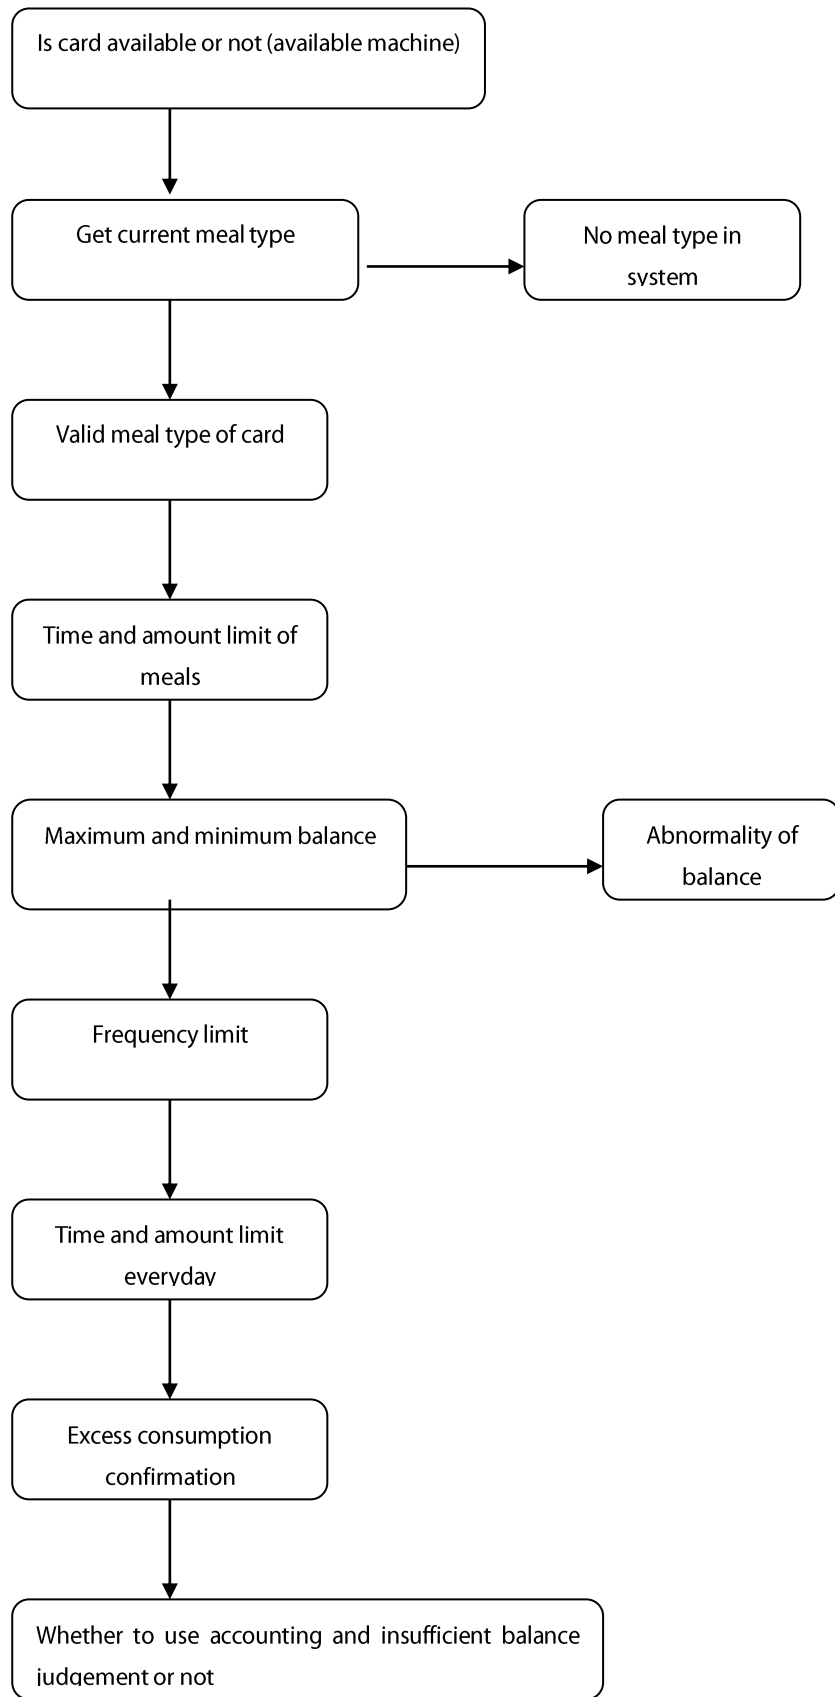 Is card available or not (available machine)
Get current meal type
No meal type in
system
Valid meal type of card
Time and amount limit of
meals
Maximum and minimum balance
Abnormality of
balance
Frequency limit
Time and amount limit
everyday
Excess consumption
confirmation
Whether to use accounting and insufficient balance
judgement or not